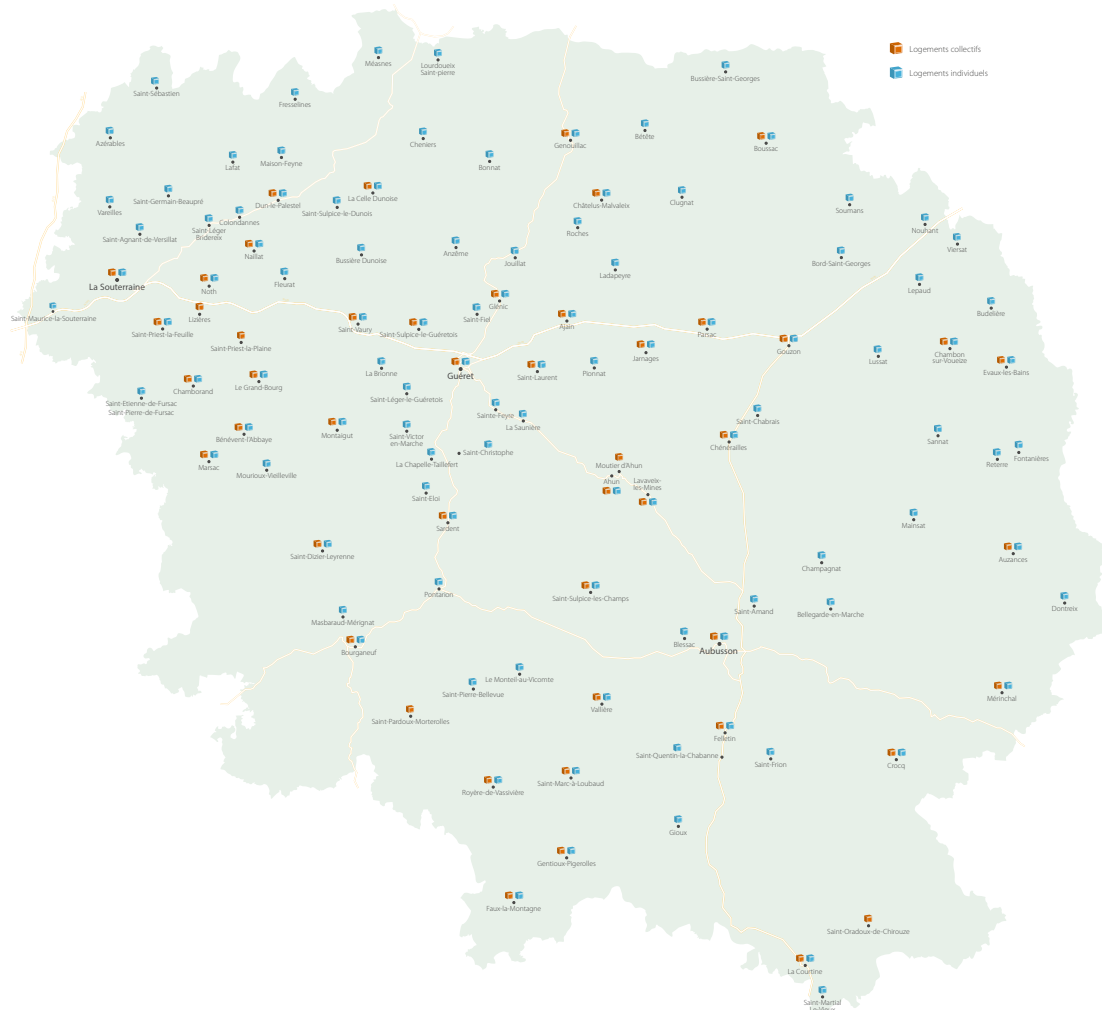 Logements collectifs
Logements individuels
Méasnes
Lourdoueix
Saint-pierre
Bussière-Saint-Georges
Saint-Sébastien
Fresselines
Azérables
Cheniers
Genouillac
Bétête
Boussac
Lafat
Maison-Feyne
Bonnat
Saint-Germain-Beaupré
Dun-le-Palestel
La Celle Dunoise
Châtelus-Malvaleix
Clugnat
Vareilles
Colondannes
Saint-Sulpice-le-Dunois
Soumans
Saint-Agnant-de-Versillat
Saint-Léger
Bridereix
Roches
Nouhant
Viersat
Naillat
Bussière Dunoise
Anzême
Jouillat
Ladapeyre
Bord-Saint-Georges
La Souterraine
Noth
Fleurat
Lepaud
Saint-Maurice-la-Souterraine
Lizières
Glénic
Saint-Fiel
Budelière
Saint-Priest-la-Feuille
Saint-Vaury
Saint-Sulpice-le-Guérétois
Ajain
Parsac
Saint-Priest-la-Plaine
Jarnages
Gouzon
Lussat
Chambon
sur-Voueize
Evaux-les-Bains
La Brionne
Guéret
Saint-Laurent
Pionnat
Chamborand
Le Grand-Bourg
Saint-Etienne-de-Fursac
Saint-Pierre-de-Fursac
Saint-Léger-le-Guérétois
Sainte-Feyre
La Saunière
Saint-Chabrais
Bénévent-l'Abbaye
Montaigut
Saint-Victor
en-Marche
Chénérailles
Sannat
Marsac
Mourioux-Vieilleville
La Chapelle-Taillefert
Saint-Christophe
Moutier d'Ahun
Reterre
Fontanières
Ahun
Lavaveix-
les-Mines
Saint-Eloi
Sardent
Mainsat
Saint-Dizier-Leyrenne
Champagnat
Auzances
Pontarion
Saint-Sulpice-les-Champs
Saint-Amand
Bellegarde-en-Marche
Dontreix
Masbaraud-Mérignat
Bourganeuf
Blessac
Aubusson
Le Monteil-au-Vicomte
Saint-Pierre-Bellevue
Mérinchal
Saint-Pardoux-Morterolles
Vallière
Felletin
Saint-Quentin-la-Chabanne
Saint-Frion
Crocq
Royère-de-Vassivière
Saint-Marc-à-Loubaud
Gioux
Gentioux-Pigerolles
Faux-la-Montagne
Saint-Oradoux-de-Chirouze
La Courtine
Saint-Martial